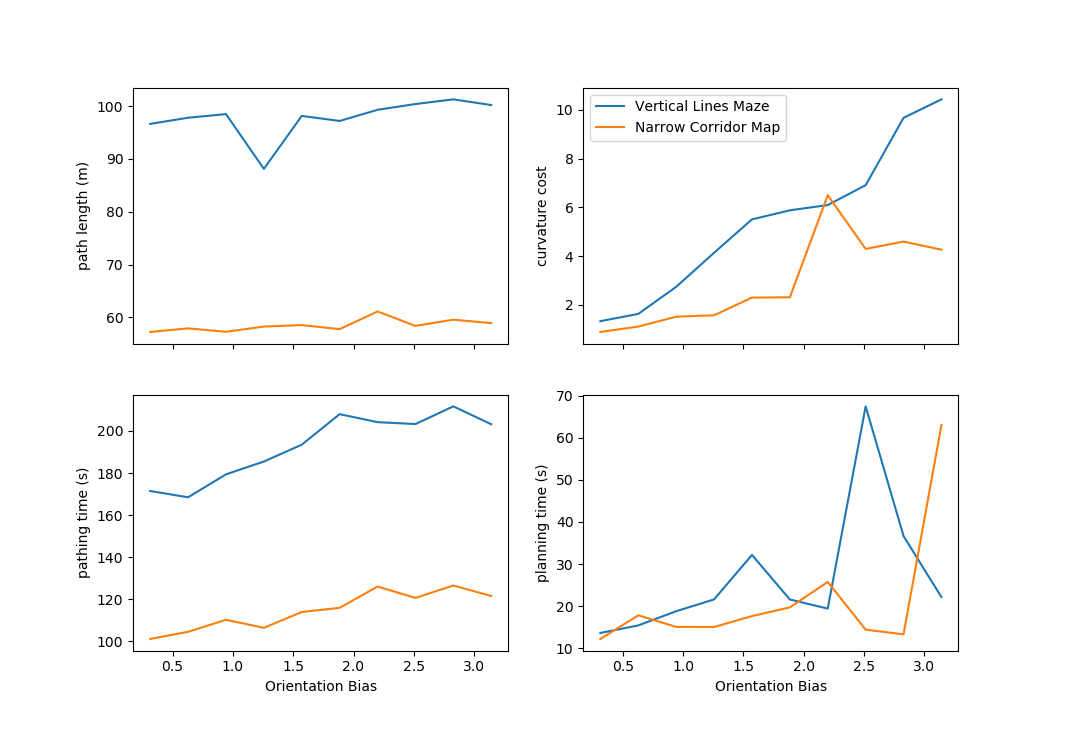 100
90
80
70
60
path length (m)
10
8
6
4
2
curvature cost
Vertical Lines Maze
Narrow Corridor Map
200
180
160
140
120
100
pathing time (s)
0.5 1.0 1.5 2.0 2.5 3.0
Orientation Bias
70
60
50
40
30
20
10
planning time (s)
0.5 1.0 1.5 2.0 2.5 3.0
Orientation Bias